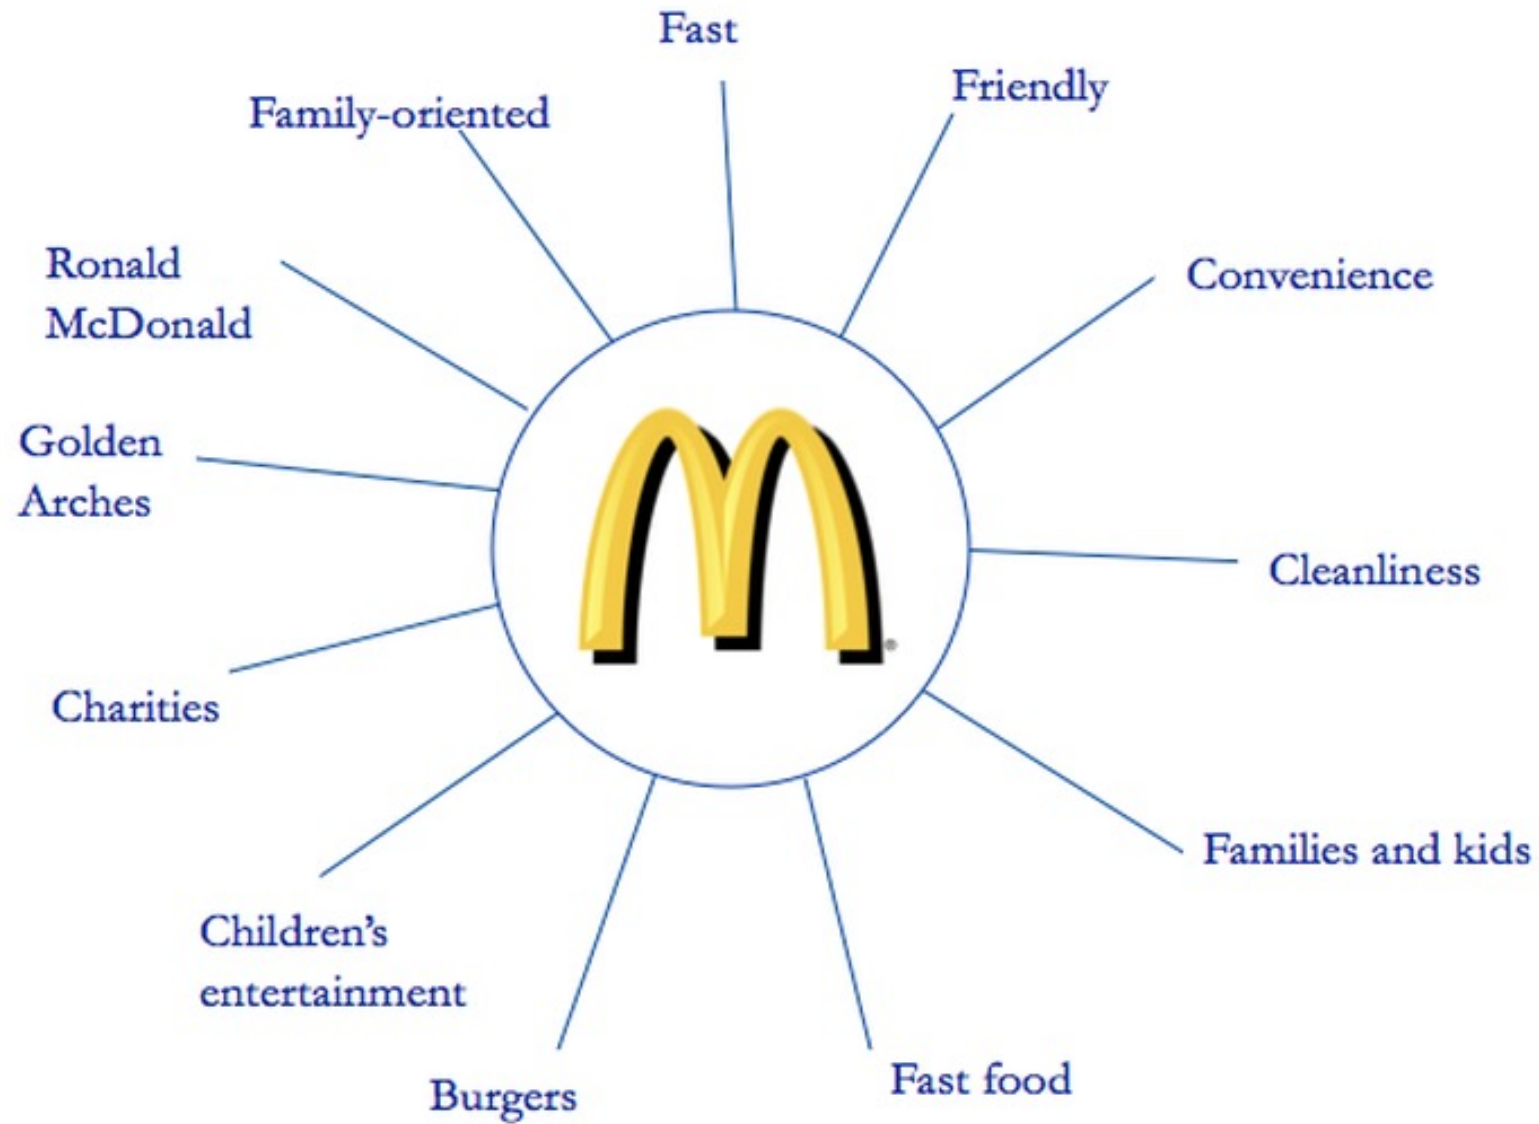 Fast
Friendly
Family-oriented
Convenience
Ronald
McDonald
Golden
Arches
Cleanliness
Charities
Families and kids
Children’s
entertainment
Fast food
Burgers
®